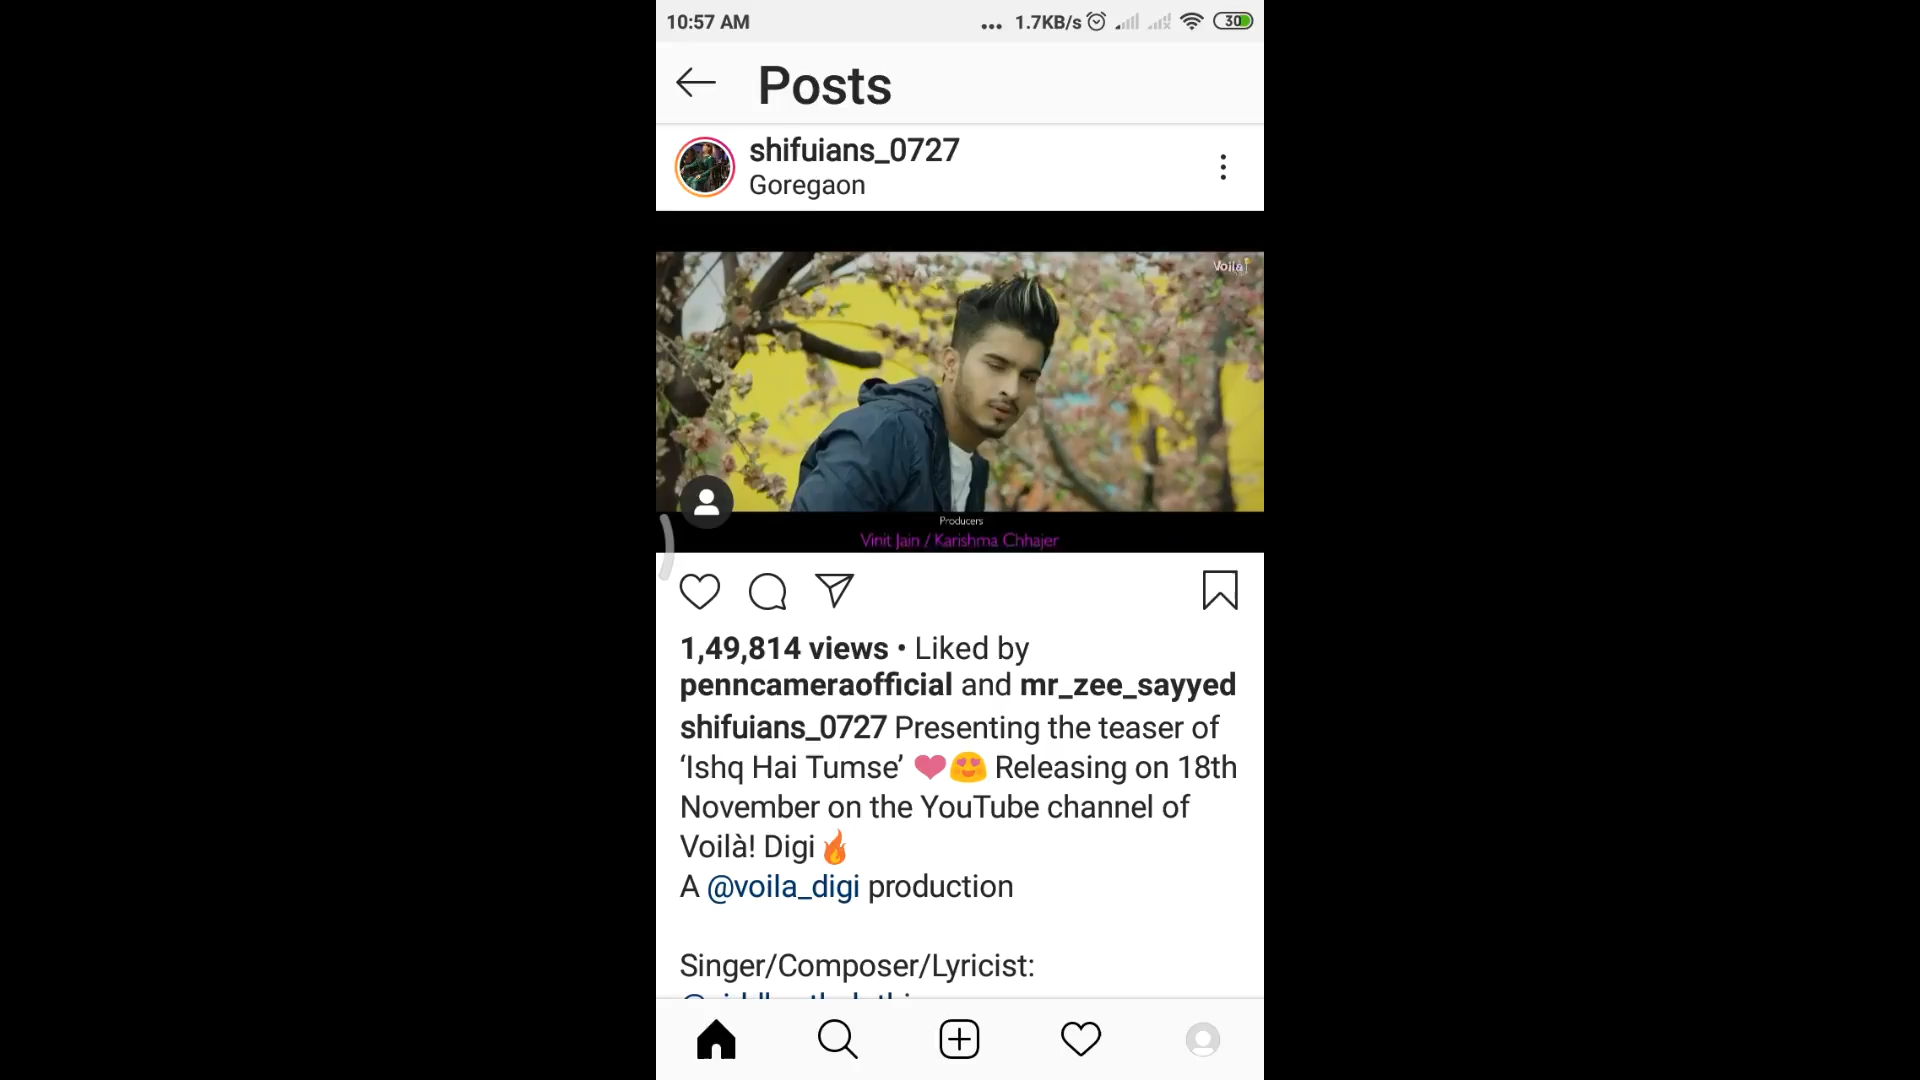 10:57 AM
... 1.7KB/s 30
Posts
shifuians_0727
Goregaon
Voilà!
Producers
Vinit Jain / Karishma Chhajer
1,49,814 views • Liked by
penncameraofficial and mr_zee_sayyed
shifuians_0727 Presenting the teaser of
‘Ishq Hai Tumse’ ❤😍 Releasing on 18th
November on the YouTube channel of
Voilà! Digi🔥
A @voila_digi production
Singer/Composer/Lyricist: